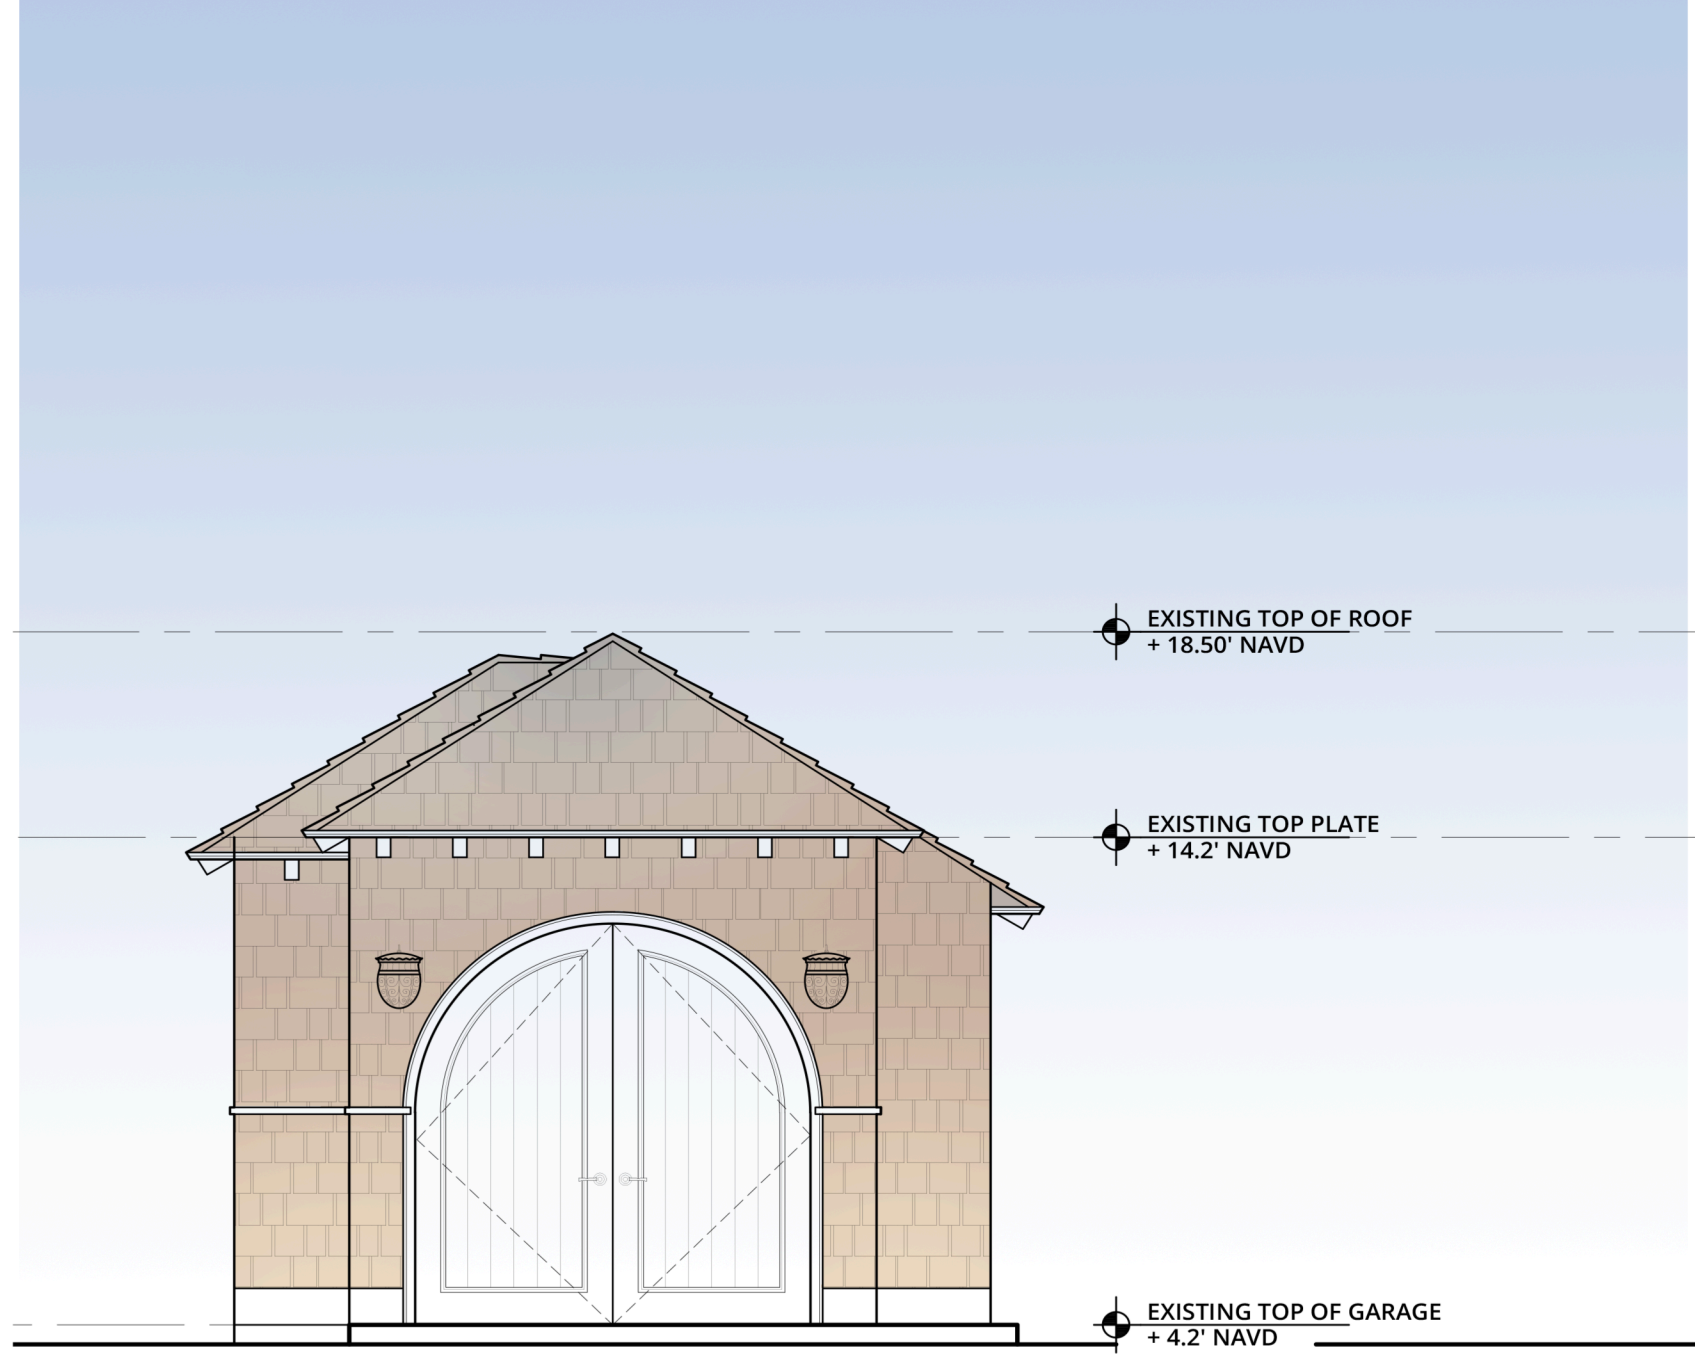 EXISTING TOP OF ROOF
+ 18.50' NAVD
EXISTING TOP PLATE
+ 14.2' NAVD
EXISTING TOP OF GARAGE
+ 4.2' NAVD